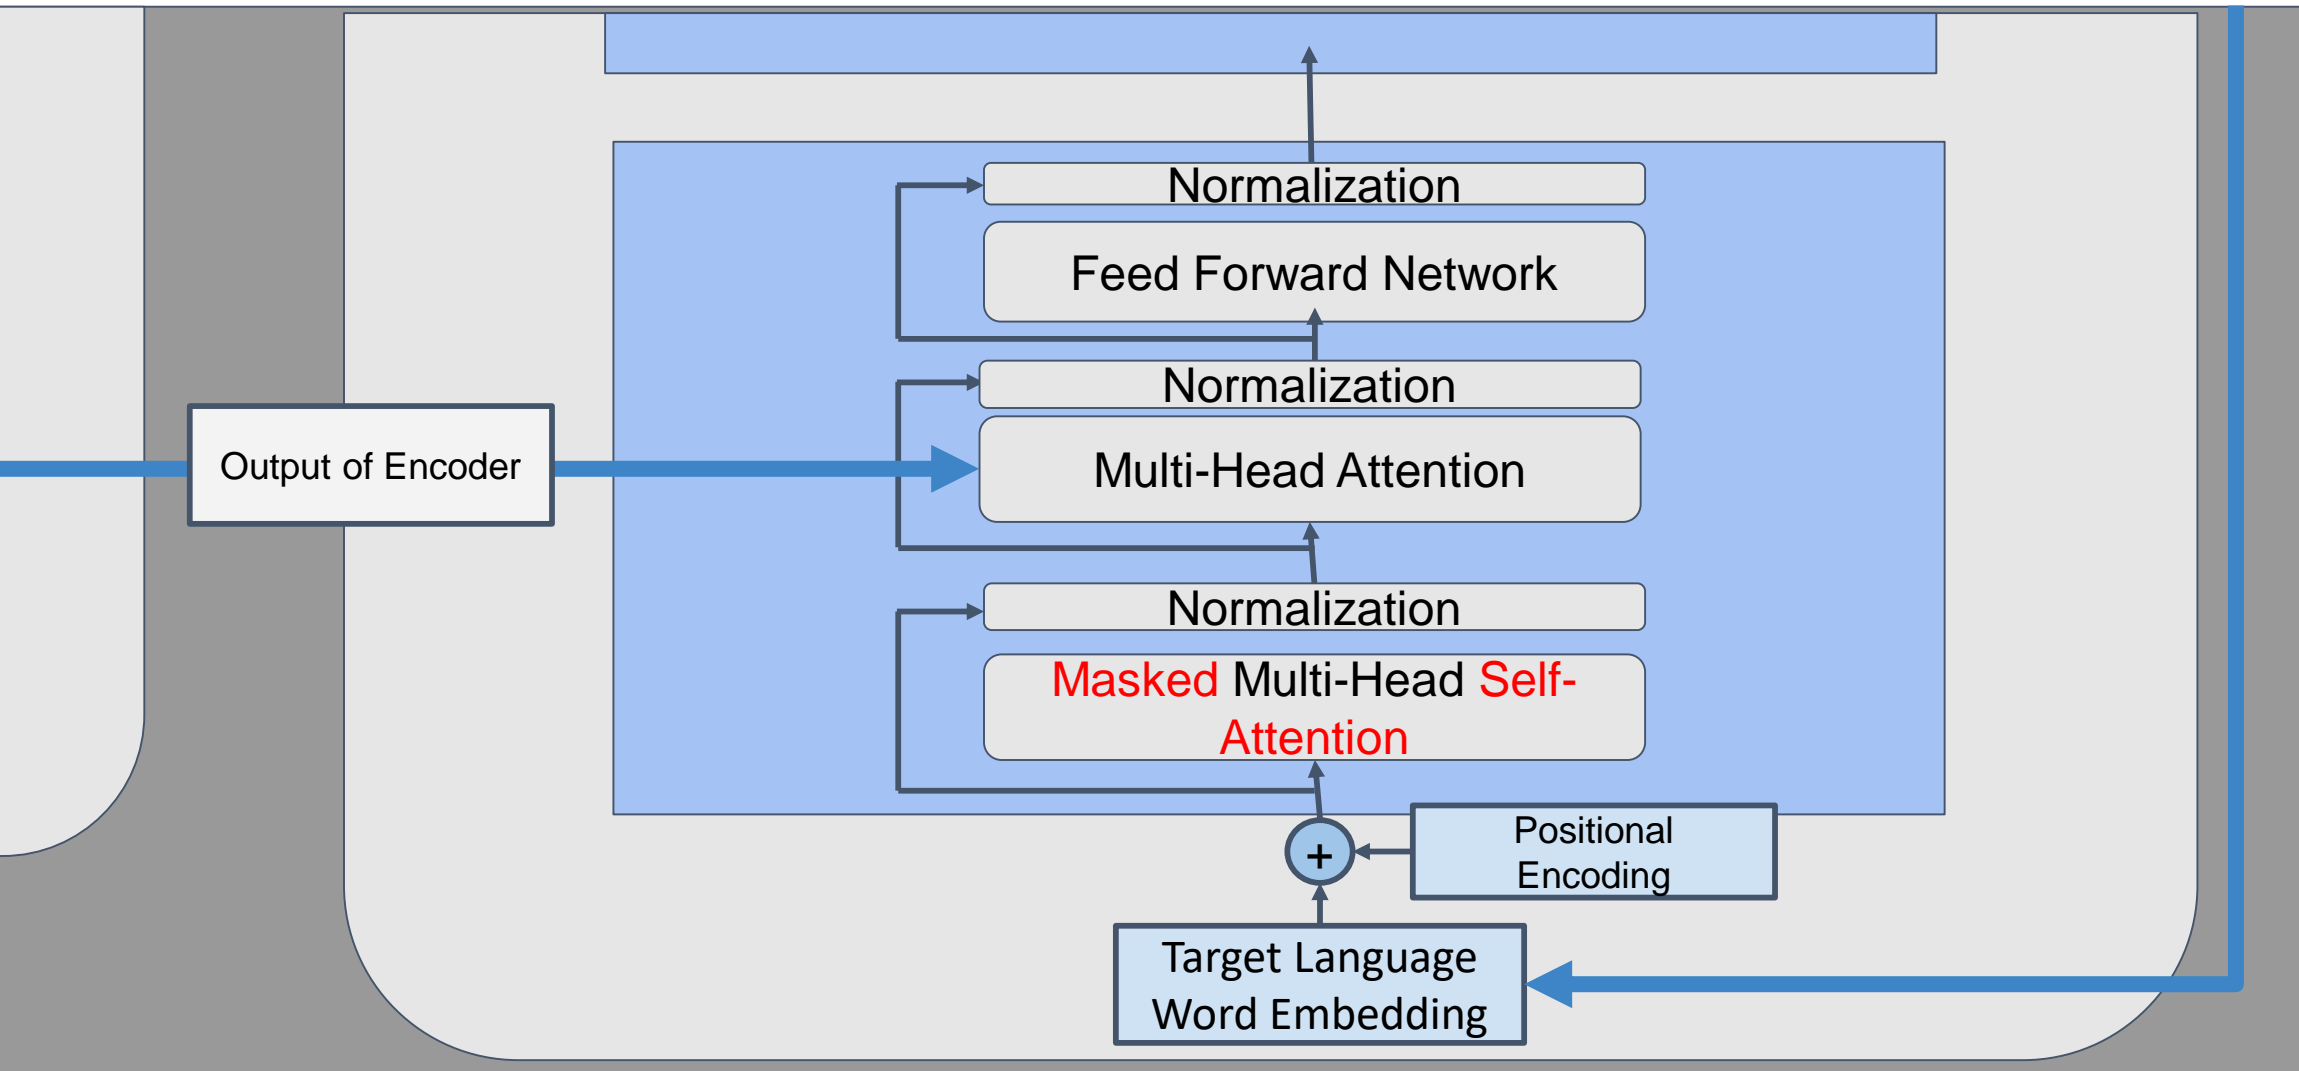 Normalization
Feed Forward Network
Normalization
Output of Encoder
Multi-Head Attention
Normalization
Masked Multi-Head Self-
Attention
+
Positional
Encoding
Target Language
Word Embedding